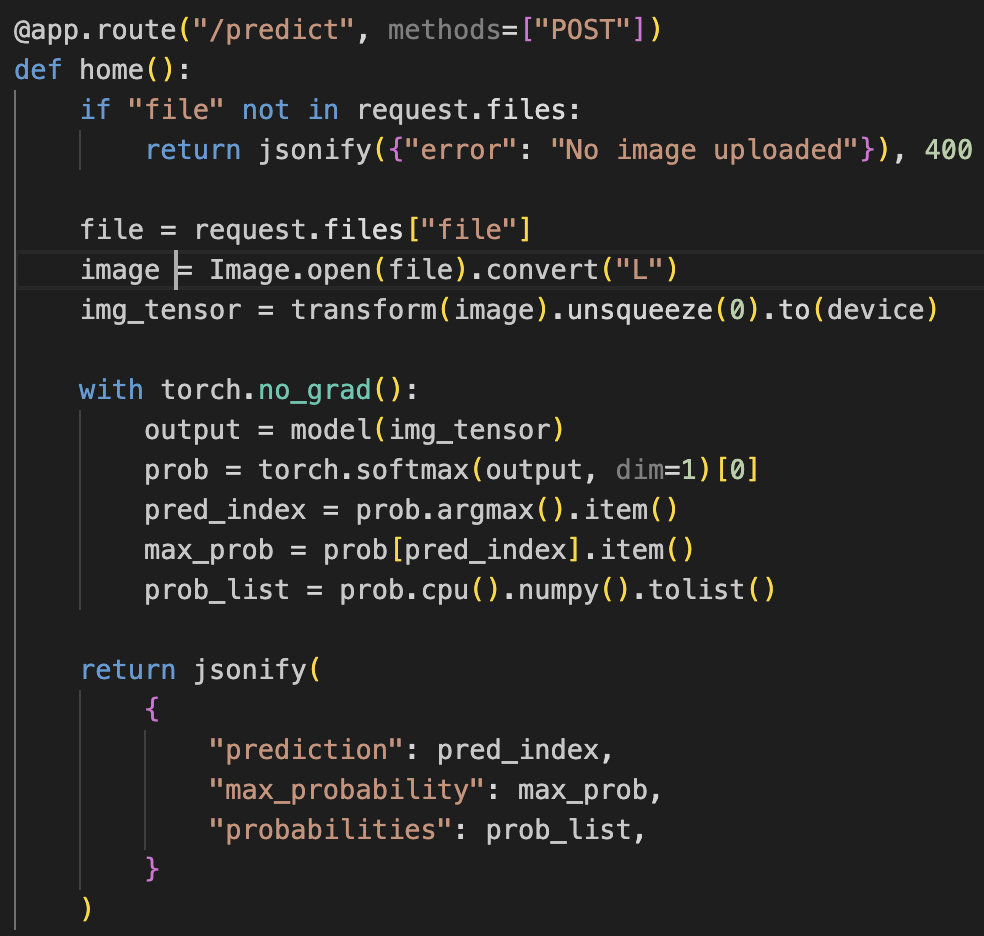 @app.route("/predict", methods=["POST"])
def home():
    if "file" not in request.files:
        return jsonify({"error": "No image uploaded"}), 400

    file = request.files["file"]
    image = Image.open(file).convert("L")
    img_tensor = transform(image).unsqueeze(0).to(device)

    with torch.no_grad():
        output = model(img_tensor)
        prob = torch.softmax(output, dim=1)[0]
        pred_index = prob.argmax().item()
        max_prob = prob[pred_index].item()
        prob_list = prob.cpu().numpy().tolist()

    return jsonify(
        {
            "prediction": pred_index,
            "max_probability": max_prob,
            "probabilities": prob_list,
        }
    )